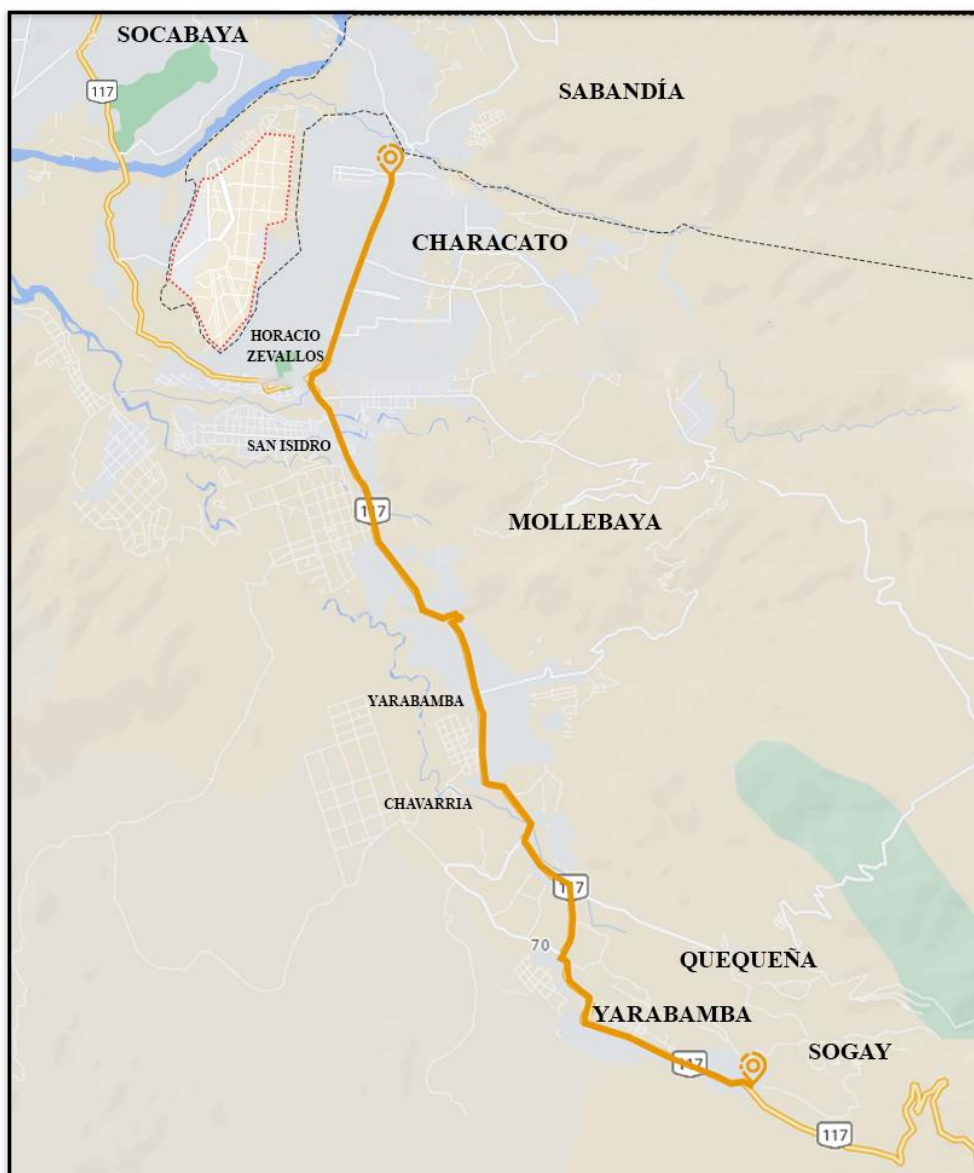 SOCABAYA
117
SABANDÍA
CHARACATO
HORACIO
ZEVALLOS
SAN ISIDRO
117
MOLLEBAYA
YARABAMBA
CHAVARRIA
117
70
QUEQUEÑA
YARABAMBA
SOGAY
117
117